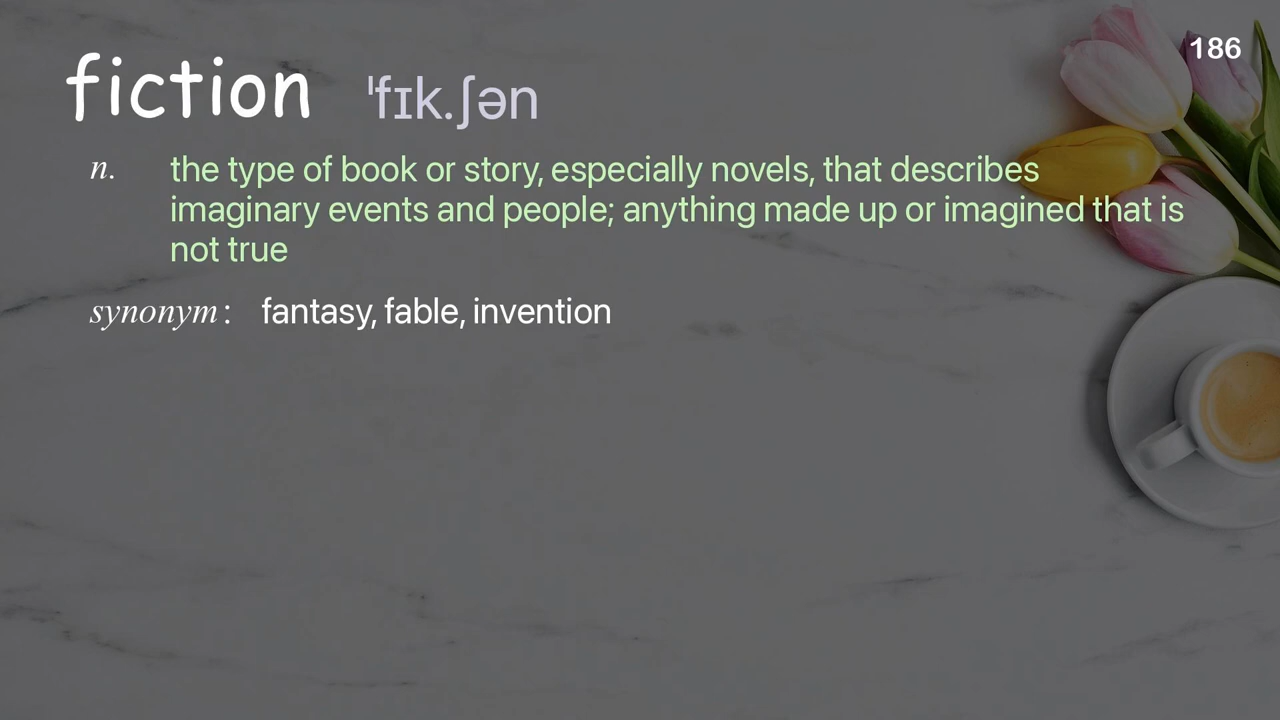 186
fiction ˈfɪk.ʃən
n. the type of book or story, especially novels, that describes
imaginary events and people; anything made up or imagined that is
not true
synonym: fantasy, fable, invention